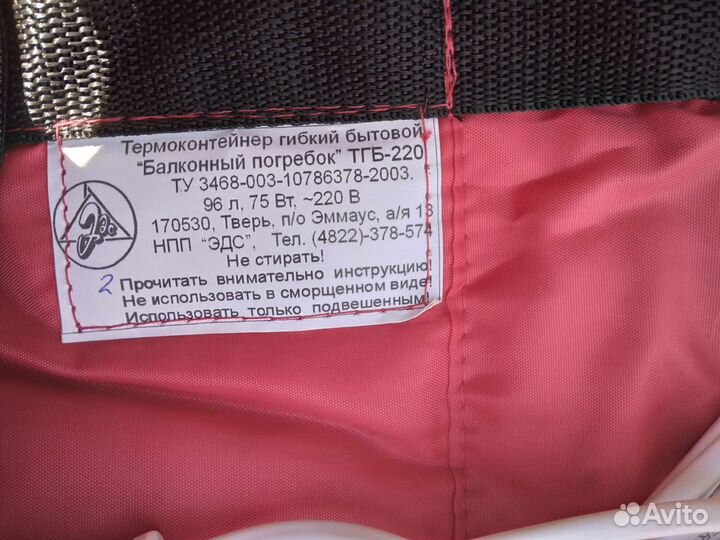 Термоконтейнер гибкий бытовой
"Балконный погребок" ТГБ-220
ТУ 3468-003-10786378-2003.
96 л, 75 Вт, ~220 В
170530, Тверь, п/о Эммаус, а/я 13
НПП "ЭДС", Тел. (4822)-378-574
Не стирать!
2 Прочитать внимательно инструкцию!
Не использовать в сморщенном виде!
Использовать только подвешенным!
Avito